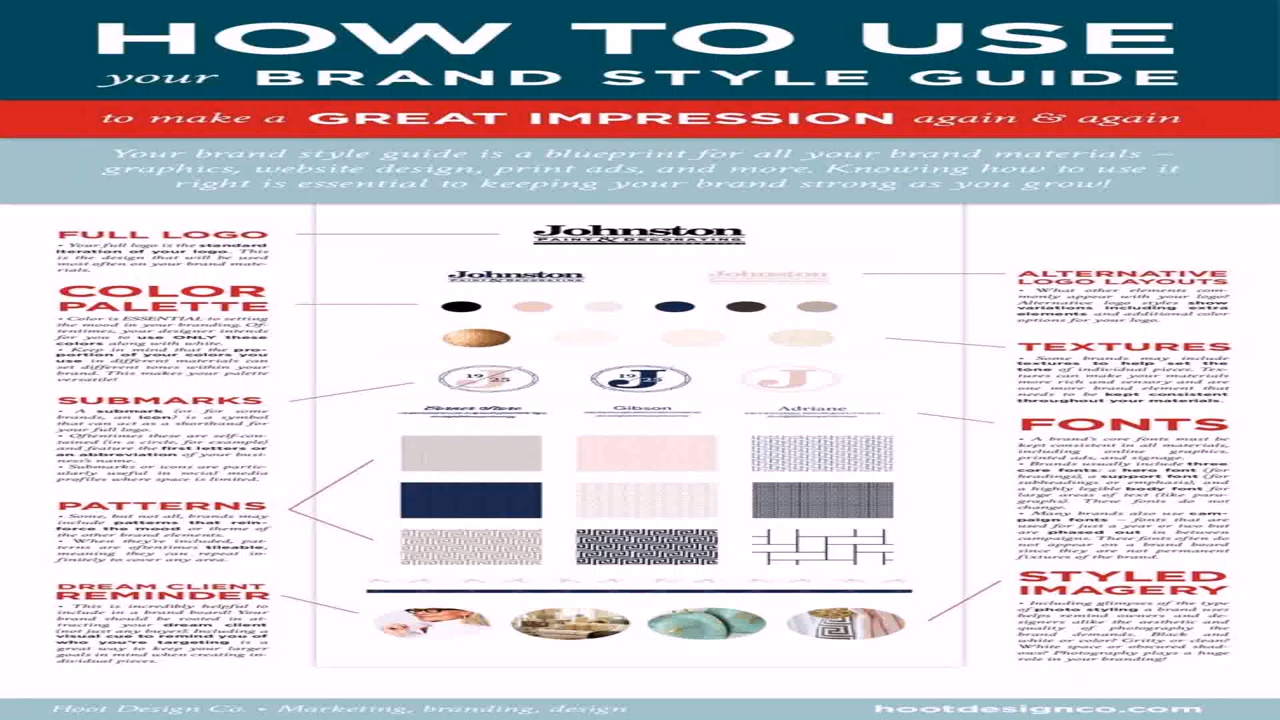 HOW TO USE
your BRAND STYLE GUIDE
to make a GREAT IMPRESSION again & again
Your brand style guide is a blueprint for all your brand materials –
graphics, website design, print ads, and more. Knowing how to use it
right is essential to keeping your brand strong as you grow!
FULL LOGO
• Your full logo is the standard
iteration of your logo. This
is the design that will be used
most often on your brand mate-
rials.
COLOR
PALETTE
• Color is ESSENTIAL to setting
the mood in your branding. Of-
tentimes, your designer intends
for you to use ONLY these
colors along with white.
• Keep in mind that the pro-
portion of your colors you
use in different materials can
set different tones within your
brand. This makes your palette
versatile!
SUBMARKS
• A submark (or for some
brands, an icon) is a symbol
that can act as a shorthand for
your full logo.
• Oftentimes these are self-con-
tained (in a circle, for example)
and feature the first letters or
an abbreviation of your busi-
ness's name.
• Submarks or icons are partic-
ularly useful in social media
profiles where space is limited.
PATTERNS
• Some, but not all, brands may
include patterns that rein-
force the mood or theme of
the other brand elements.
• When they're included, pat-
terns are oftentimes tileable,
meaning they can repeat in-
finitely to cover any area.
DREAM CLIENT
REMINDER
• This is incredibly helpful to
include in a brand board! Your
brand should be rooted in at-
tracting your dream client
(not just any buyer). Including a
visual cue to remind you of
who you're targeting is a
great way to keep your larger
goals in mind when creating in-
dividual pieces.
Johnston
PAINT & DECORATING
Johnston
PAINT & DECORATING
Johnston
19 J 25
19 J 25
J
Gibson
Adriane
ALTERNATIVE
LOGO LAYOUTS
• What other elements com-
monly appear with your logo?
Alternative logo styles show
variations including extra
elements and additional color
options for your logo.
TEXTURES
• Some brands may include
textures to help set the
tone of individual pieces. Tex-
tures can make your materials
more rich and sensory and are
one more brand element that
needs to be kept consistent
throughout your materials.
FONTS
• A brand's core fonts must be
kept consistent in all materials,
including online graphics,
printed ads, and signage.
• Brands usually include three
core fonts: a hero font (for
headings), a support font (for
subheadings or emphasis), and
a highly legible body font for
large areas of text (like para-
graphs). These fonts do not
change.
• Many brands also use cam-
paign fonts – fonts that are
used for just a year or two but
are phased out in between
campaigns. These fonts often do
not appear on a brand board
since they are not permanent
fixtures of the brand.
STYLED
IMAGERY
• Including glimpses of the type
of photo styling a brand uses
helps remind owners and de-
signers alike the aesthetic and
quality of photography the
brand demands. Black and
white or color? Gritty or clean?
White space or obscured shad-
ows? Photography plays a huge
role in your branding!
Hoot Design Co. • Marketing, branding, design
hootdesignco.com